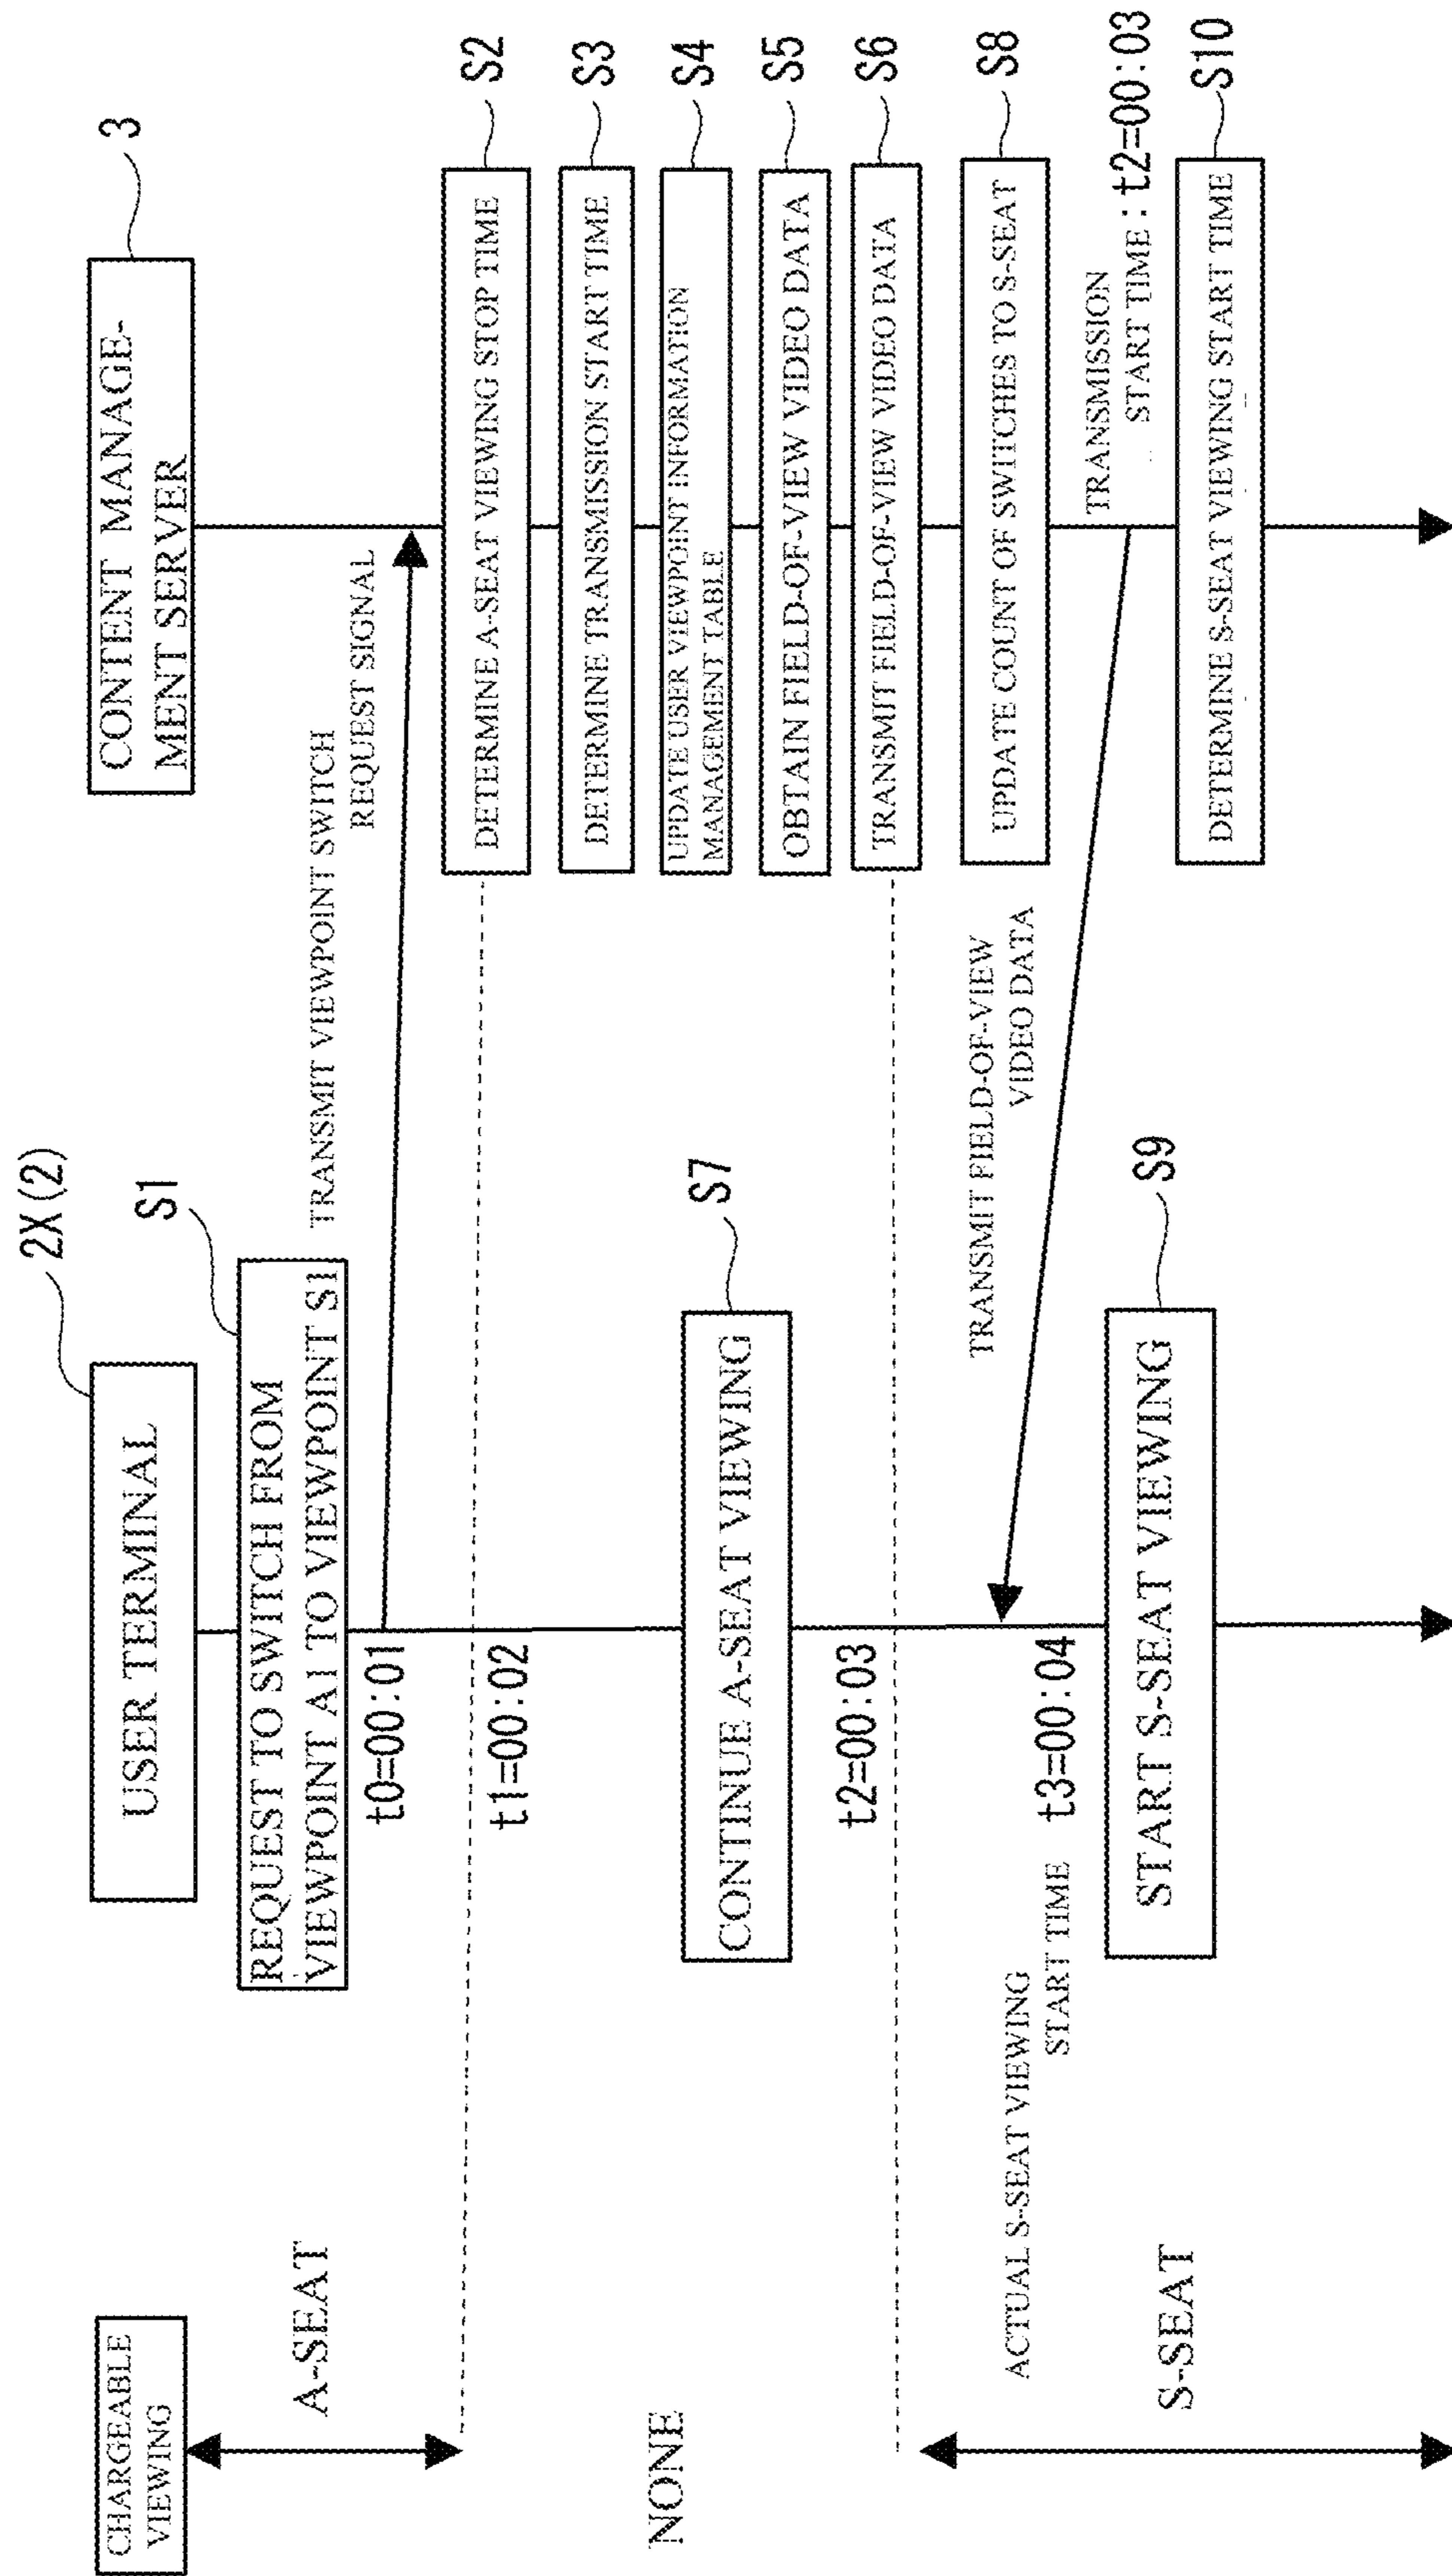 CHARGEABLE
VIEWING
A-SEAT
NONE
S-SEAT
2X(2)
USER TERMINAL
S1
REQUEST TO SWITCH FROM
VIEWPOINT A1 TO VIEWPOINT S1
t0=00:01
TRANSMIT VIEWPOINT SWITCH
REQUEST SIGNAL
t1=00:02
S7
CONTINUE A-SEAT VIEWING
t2=00:03
TRANSMIT FIELD-OF-VIEW
VIDEO DATA
ACTUAL S-SEAT VIEWING
START TIME t3=00:04
S9
START S-SEAT VIEWING
3
CONTENT MANAGE-
MENT SERVER
DETERMINE A-SEAT VIEWING STOP TIME
S2
DETERMINE TRANSMISSION START TIME
S3
UPDATE USER VIEWPOINT INFORMATION
MANAGEMENT TABLE
S4
OBTAIN FIELD-OF-VIEW VIDEO DATA
S5
TRANSMIT FIELD-OF-VIEW VIDEO DATA
S6
UPDATE COUNT OF SWITCHES TO S-SEAT
S8
TRANSMISSION
START TIME:t2=00:03
DETERMINE S-SEAT VIEWING START TIME
S10